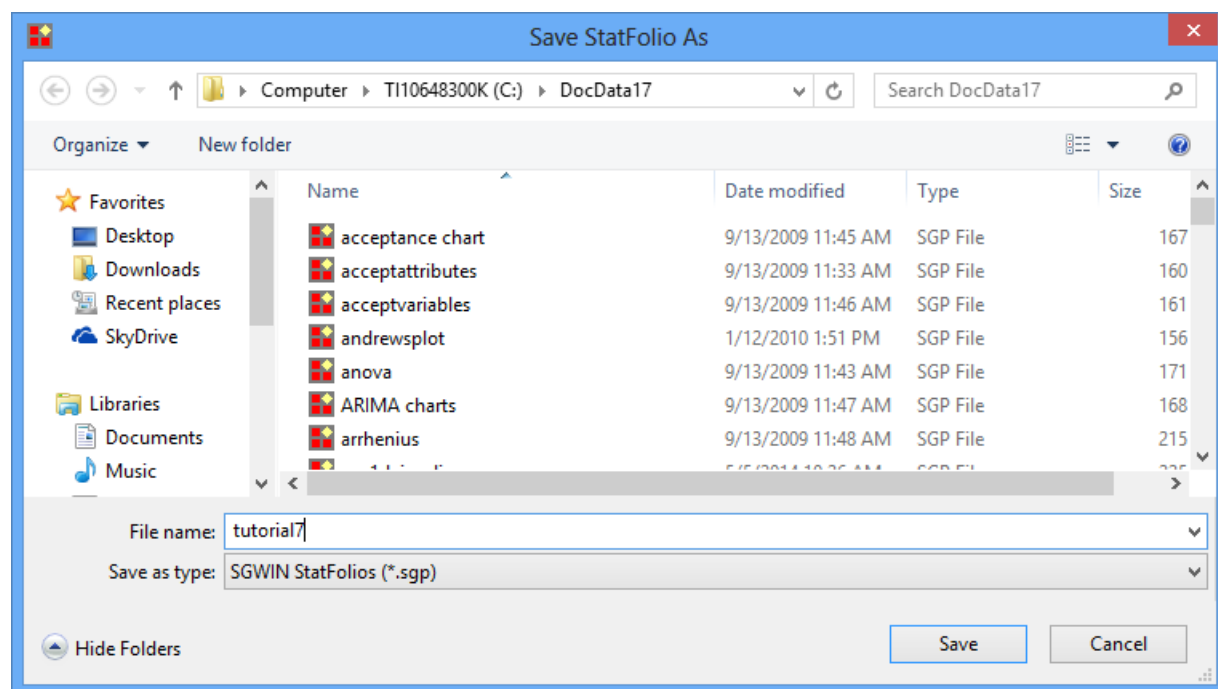 Save StatFolio As
Computer TI10648300K (C:) DocData17
Search DocData17
Organize
New folder
Name Date modified Type Size
Favorites
Desktop
Downloads
Recent places
SkyDrive
Libraries
Documents
Music
acceptance chart 9/13/2009 11:45 AM SGP File 167
acceptattributes 9/13/2009 11:33 AM SGP File 160
acceptvariables 9/13/2009 11:46 AM SGP File 161
andrewsplot 1/12/2010 1:51 PM SGP File 156
anova 9/13/2009 11:43 AM SGP File 171
ARIMA charts 9/13/2009 11:47 AM SGP File 168
arrhenius 9/13/2009 11:48 AM SGP File 215
File name: tutorial7
Save as type: SGWIN StatFolios (*.sgp)
Hide Folders
Save
Cancel